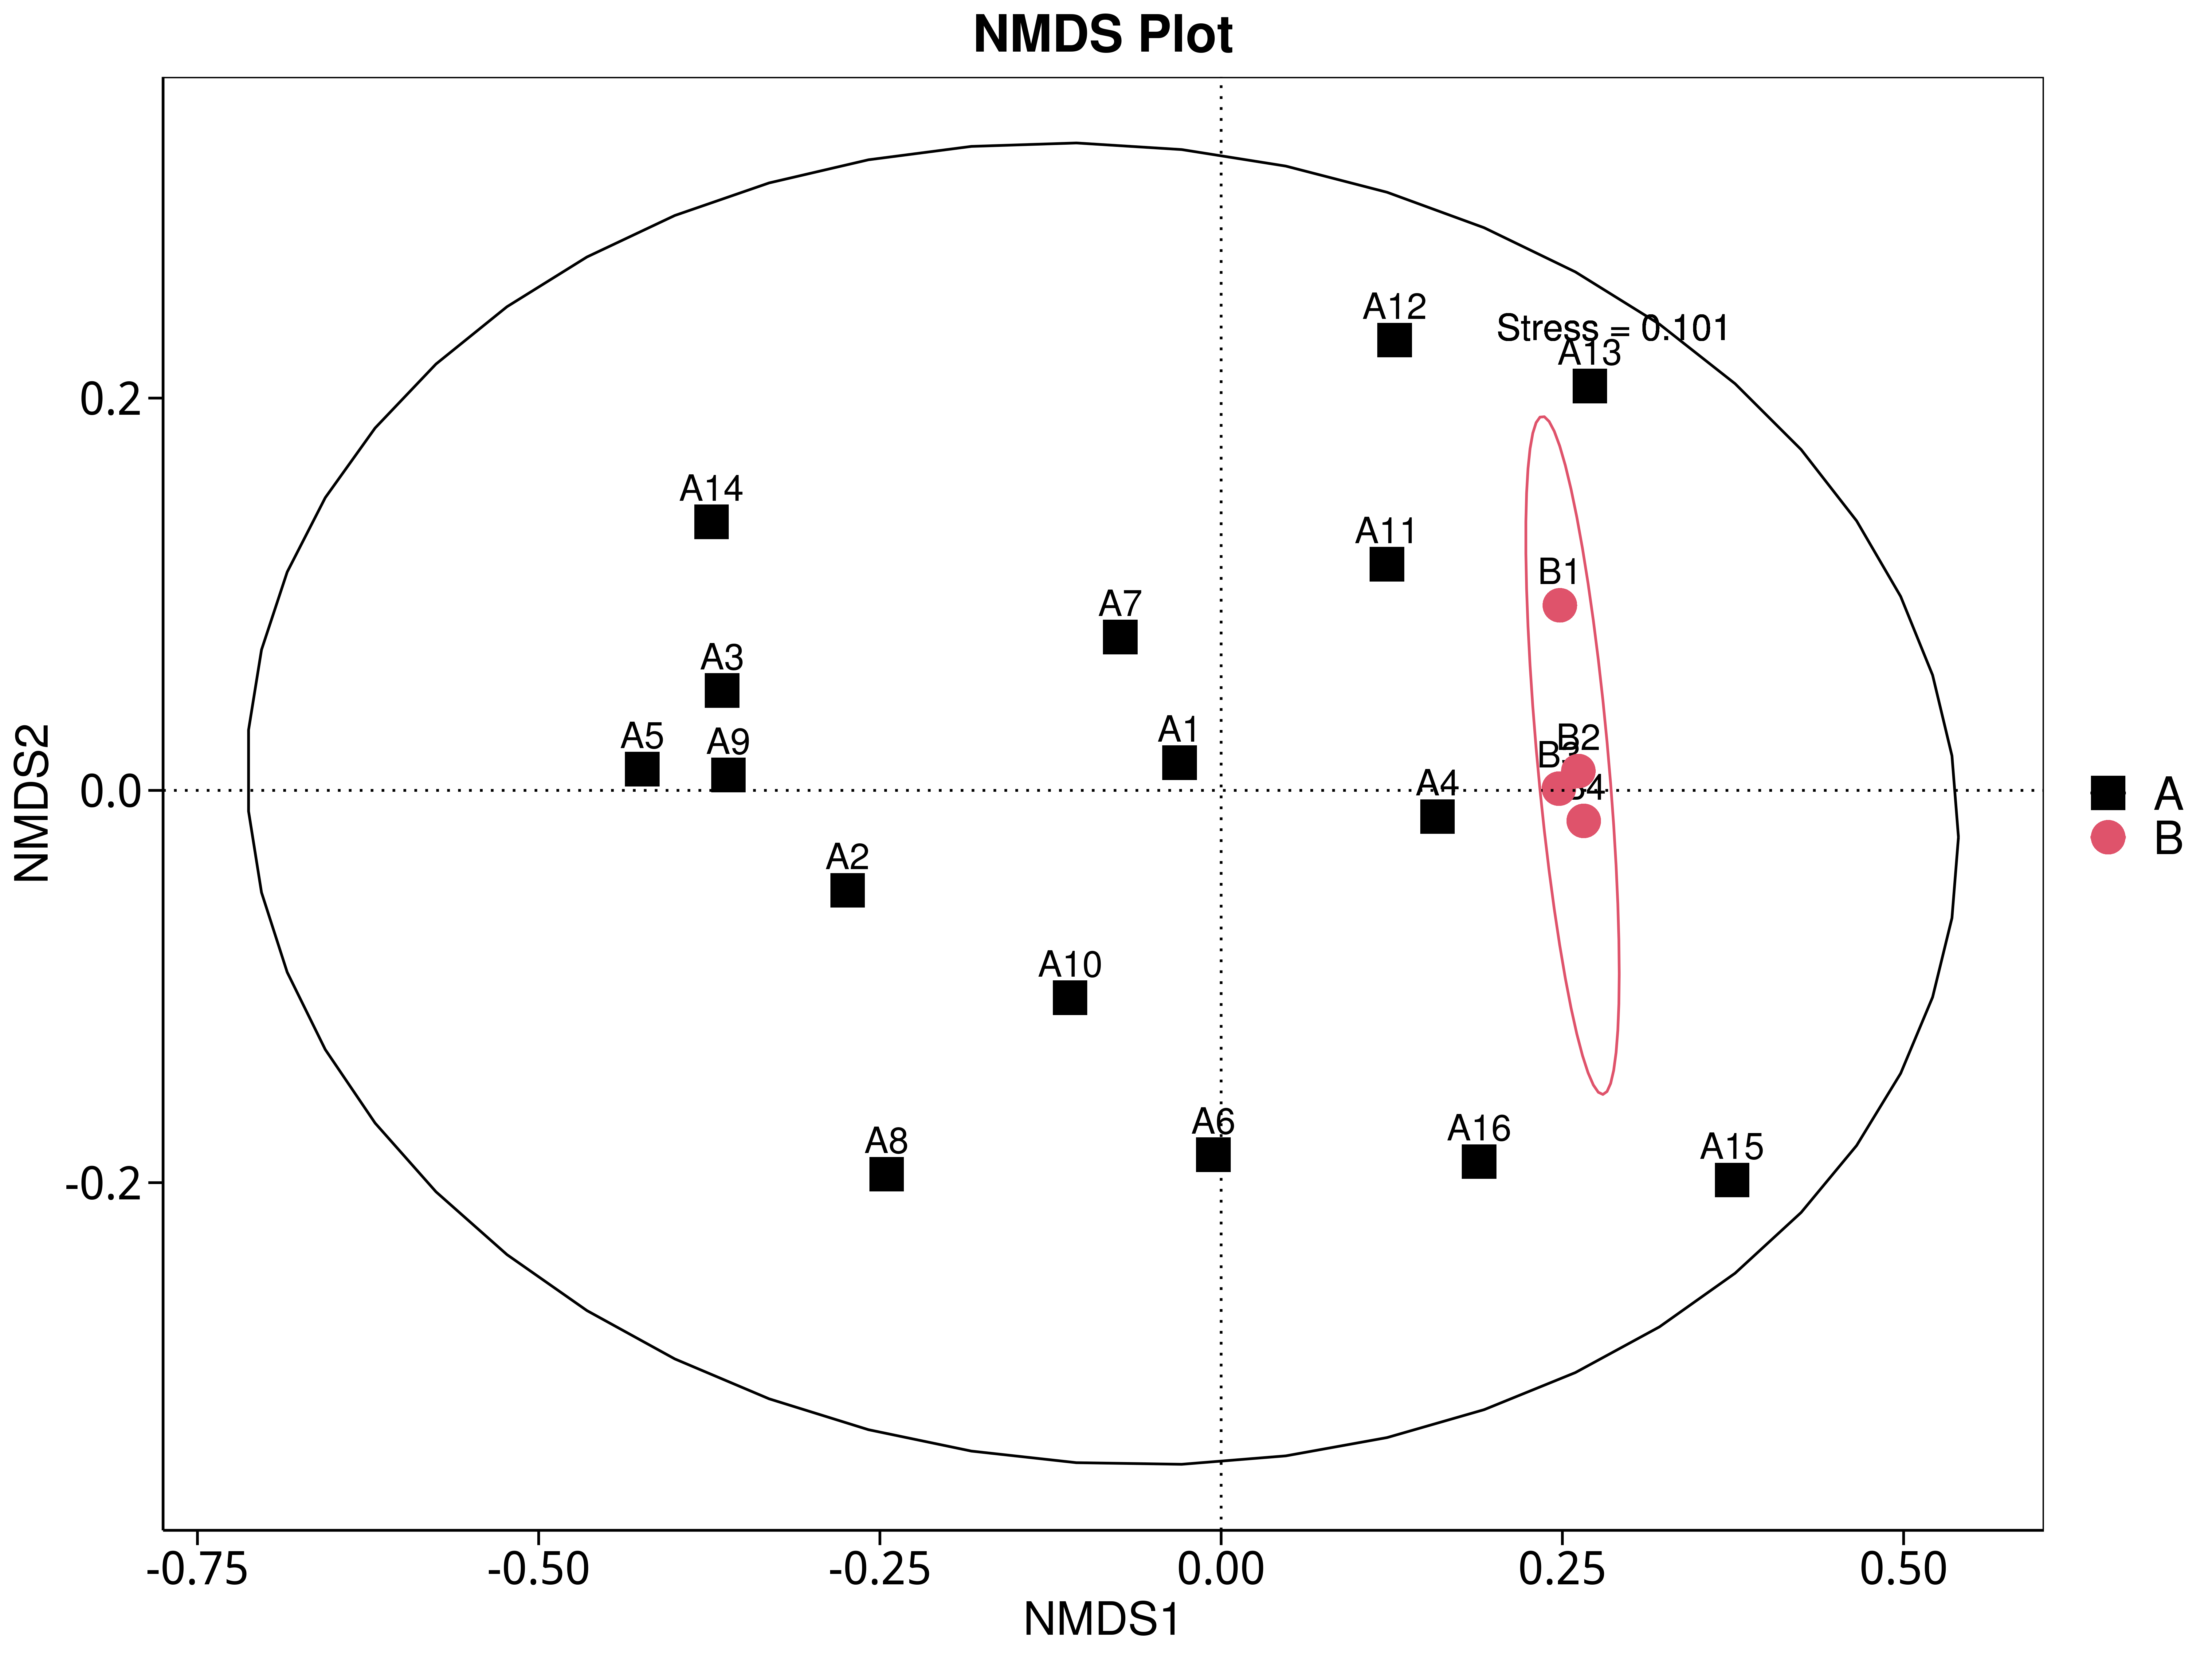 NMDS Plot
A12
Stress = 0.101
A13
0.2
A14
A11
B1
A7
A3
A5
A9
A1
B2
B3
A4
B4
0.0
A
B
NMDS2
A2
A10
A6
A16
A8
A15
-0.2
-0.75
-0.50
-0.25
0.00
0.25
0.50
NMDS1